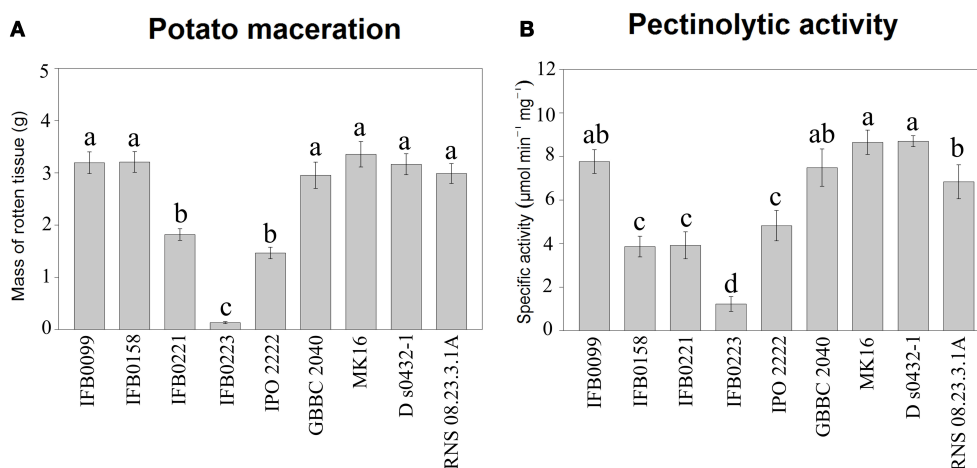 A
Potato maceration
Mass of rotten tissue (g)
5
4
3
2
1
0
a
a
b
c
b
a
a
a
a
IFB0099
IFB0158
IFB0221
IFB0223
IPO 2222
GBBC 2040
MK16
D s0432-1
RNS 08.23.3.1A
B
Pectinolytic activity
Specific activity (µmol min⁻¹ mg⁻¹)
12
10
8
6
4
2
0
ab
c
c
d
c
ab
a
a
b
IFB0099
IFB0158
IFB0221
IFB0223
IPO 2222
GBBC 2040
MK16
D s0432-1
RNS 08.23.3.1A